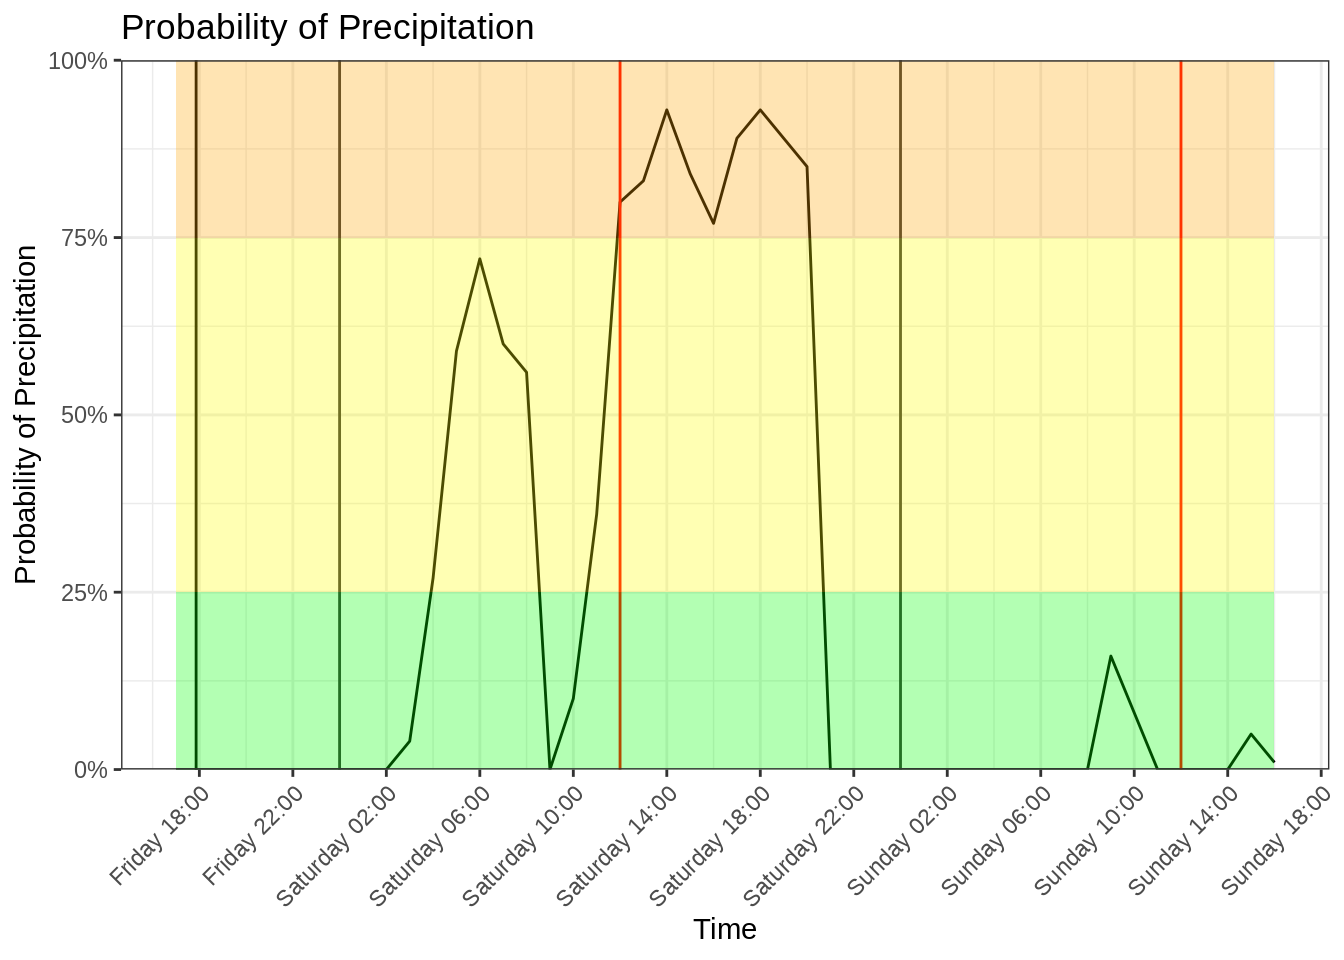 Probability of Precipitation
Probability of Precipitation
100%
75%
50%
25%
0%
Friday 18:00
Friday 22:00
Saturday 02:00
Saturday 06:00
Saturday 10:00
Saturday 14:00
Saturday 18:00
Saturday 22:00
Sunday 02:00
Sunday 06:00
Sunday 10:00
Sunday 14:00
Sunday 18:00
Time